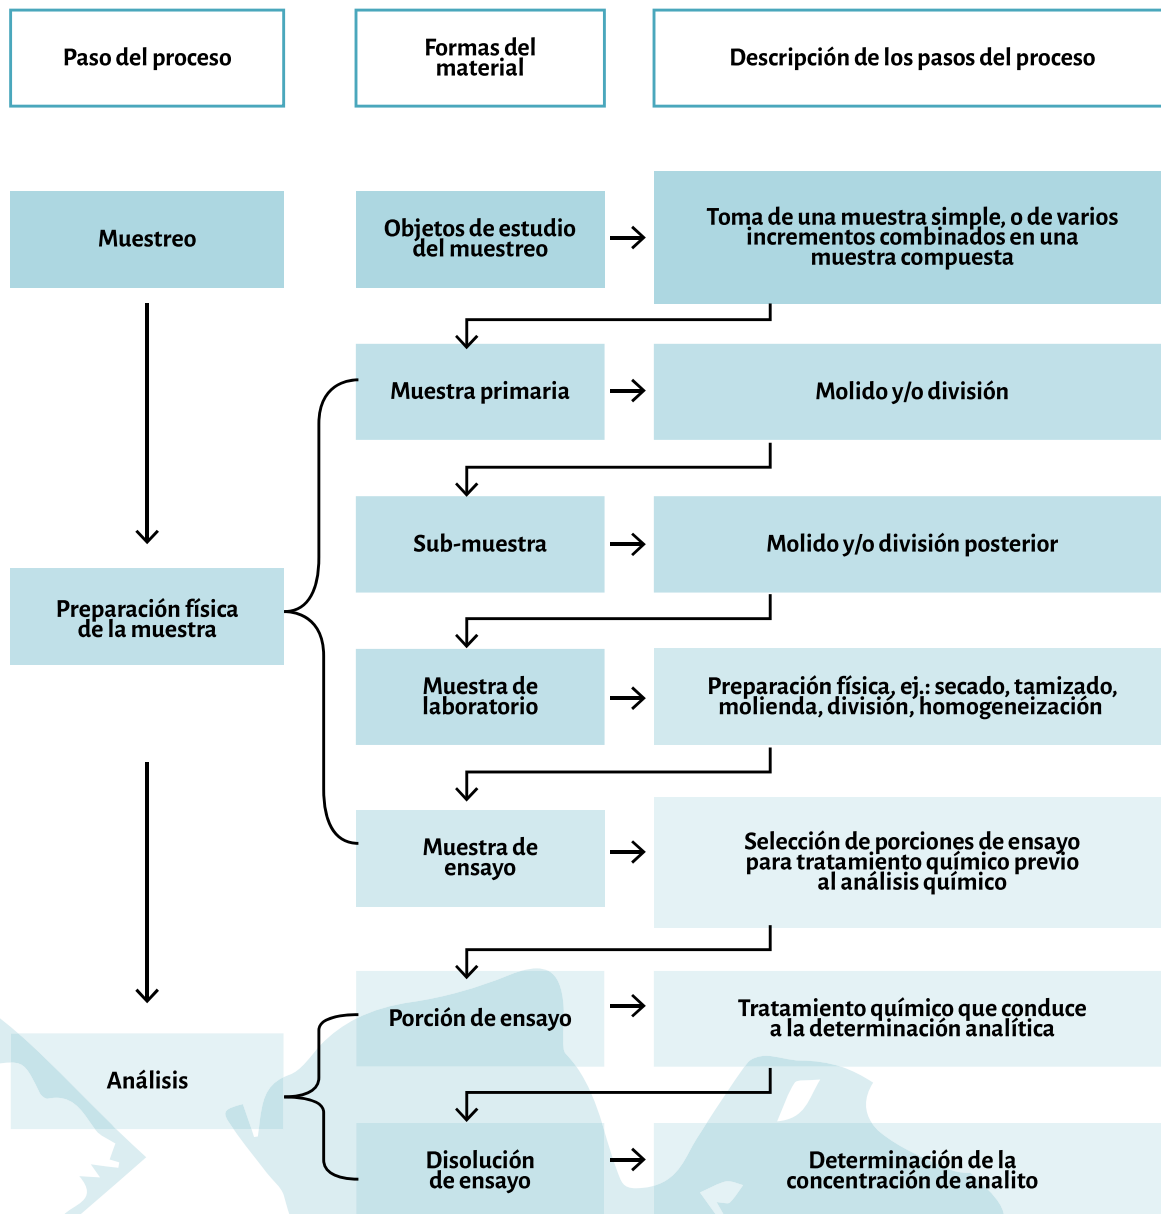 Paso del proceso
Formas del
material
Descripción de los pasos del proceso
Muestreo
Objetos de estudio
del muestreo
Toma de una muestra simple, o de varios
incrementos combinados en una
muestra compuesta
Muestra primaria
Molido y/o división
Sub-muestra
Molido y/o división posterior
Preparación física
de la muestra
Muestra de
laboratorio
Preparación física, ej.: secado, tamizado,
molienda, división, homogeneización
Muestra de
ensayo
Selección de porciones de ensayo
para tratamiento químico previo
al análisis químico
Porción de ensayo
Tratamiento químico que conduce
a la determinación analítica
Análisis
Disolución
de ensayo
Determinación de la
concentración de analito